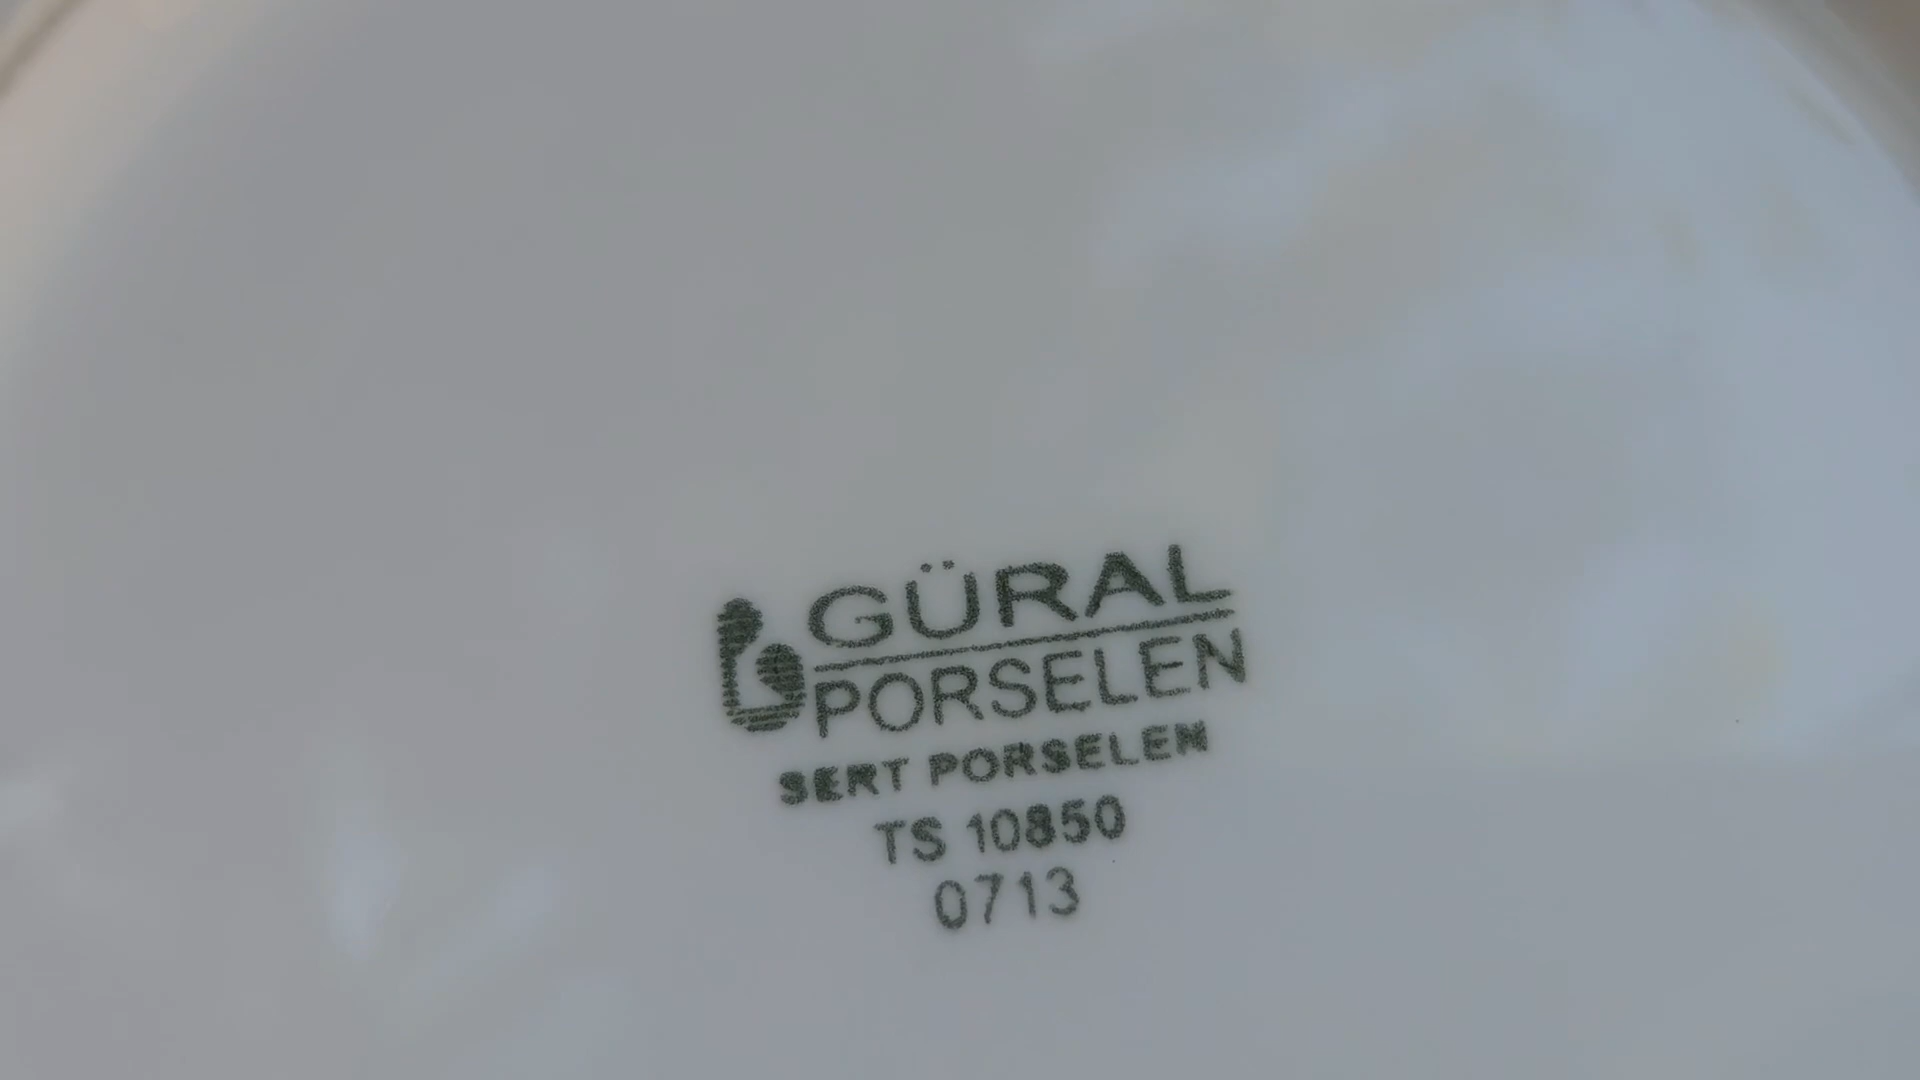 GÜRAL
PORSELEN
SERT PORSELEN
TS 10850
0713